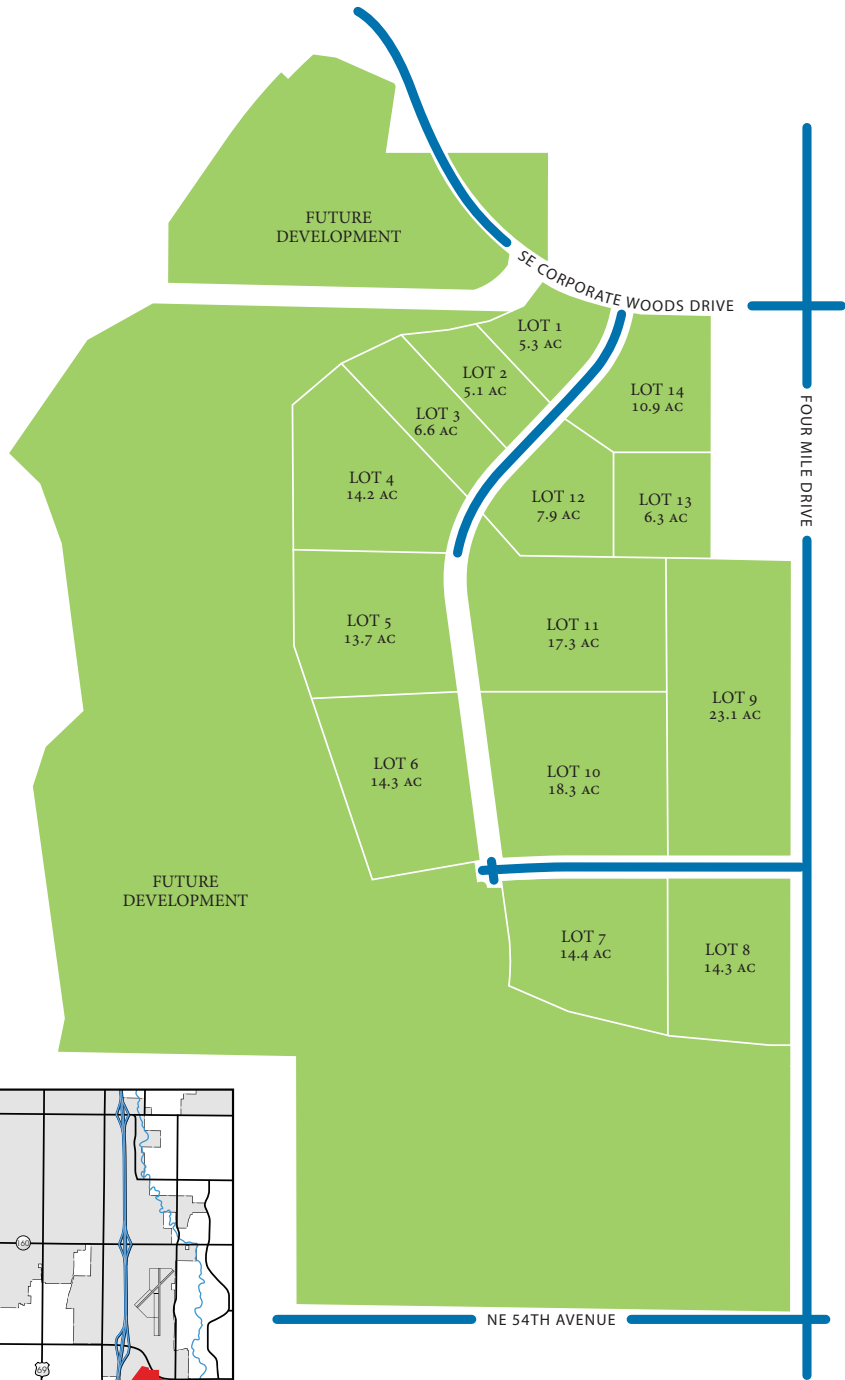 FUTURE
DEVELOPMENT
SE CORPORATE WOODS DRIVE
LOT 1
5.3 AC
LOT 2
5.1 AC
LOT 3
6.6 AC
LOT 14
10.9 AC
FOUR MILE DRIVE
LOT 4
14.2 AC
LOT 12
7.9 AC
LOT 13
6.3 AC
LOT 5
13.7 AC
LOT 11
17.3 AC
LOT 9
23.1 AC
LOT 6
14.3 AC
LOT 10
18.3 AC
FUTURE
DEVELOPMENT
LOT 7
14.4 AC
LOT 8
14.3 AC
160
NE 54TH AVENUE
69